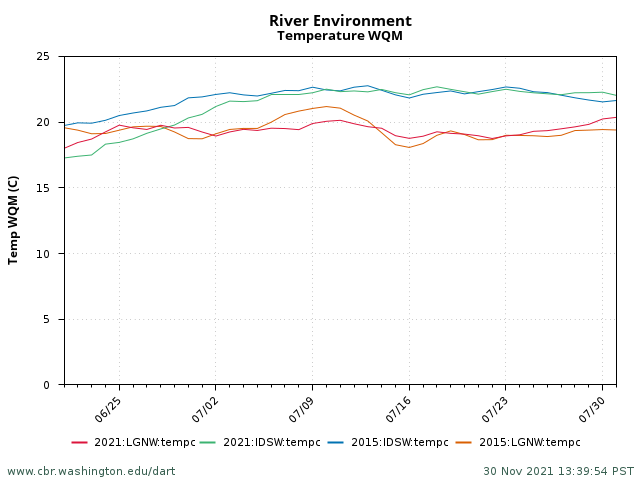 River Environment
Temperature WQM
Temp WQM (C)
25
20
15
10
5
0
06/25 07/02 07/09 07/16 07/23 07/30
2021:LGNW:tempc 2021:IDSW:tempc 2015:IDSW:tempc 2015:LGNW:tempc
www.cbr.washington.edu/dart 30 Nov 2021 13:39:54 PST